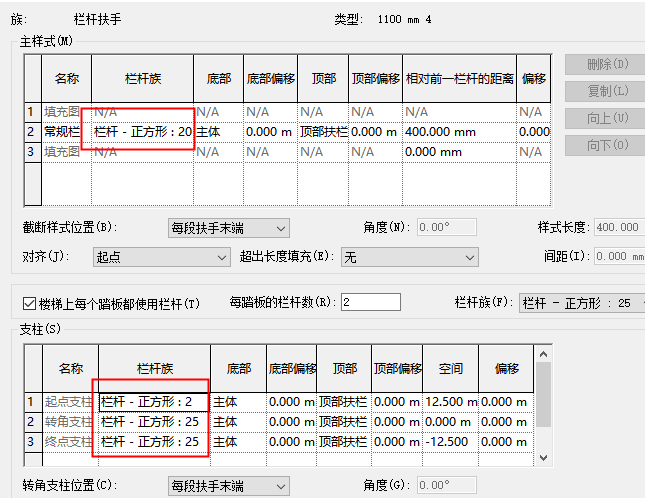 族: 栏杆扶手 类型: 1100 mm 4
主样式(M)
名称 栏杆族 底部 底部偏移 顶部 顶部偏移 相对前一栏杆的距离 偏移
1 填充图 N/A N/A N/A N/A N/A N/A N/A
2 常规栏 栏杆 - 正方形 : 20 主体 0.000 m 顶部扶栏 0.000 m 400.000 mm 0.000
3 填充图 N/A N/A N/A N/A N/A 0.000 mm N/A
删除(D)
复制(L)
向上(U)
向下(O)
截断样式位置(B): 每段扶手末端 角度(N): 0.00° 样式长度: 400.000
对齐(J): 起点 超出长度填充(E): 无 间距(I): 0.000 mm
楼梯上每个踏板都使用栏杆(T) 每踏板的栏杆数(R): 2 栏杆族(F): 栏杆 - 正方形 : 25
支柱(S)
名称 栏杆族 底部 底部偏移 顶部 顶部偏移 空间 偏移
1 起点支柱 栏杆 - 正方形 : 2 主体 0.000 m 顶部扶栏 0.000 m 12.500 m 0.000 m
2 转角支柱 栏杆 - 正方形 : 25 主体 0.000 m 顶部扶栏 0.000 m 0.000 m 0.000 m
3 终点支柱 栏杆 - 正方形 : 25 主体 0.000 m 顶部扶栏 0.000 m -12.500 0.000 m
转角支柱位置(C): 每段扶手末端 角度(G): 0.00°